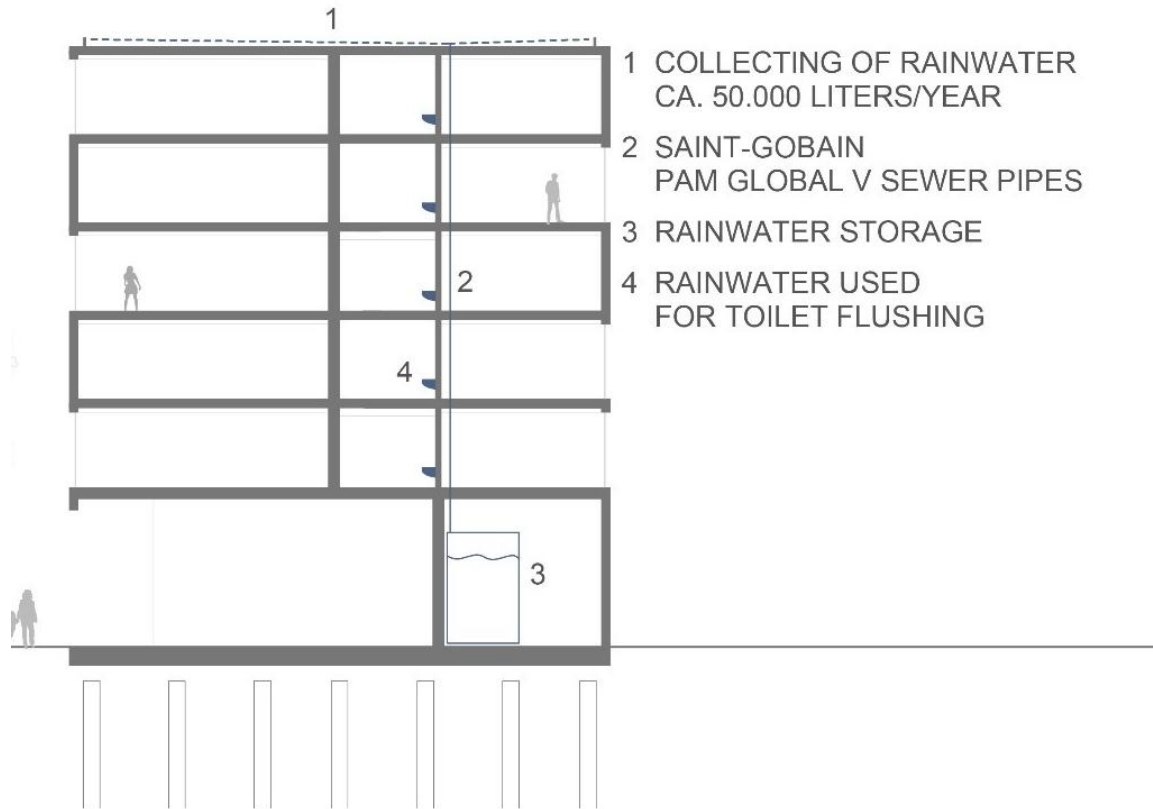 1
1 COLLECTING OF RAINWATER
CA. 50.000 LITERS/YEAR
2 SAINT-GOBAIN
PAM GLOBAL V SEWER PIPES
3 RAINWATER STORAGE
4 RAINWATER USED
FOR TOILET FLUSHING
2
4
3
3